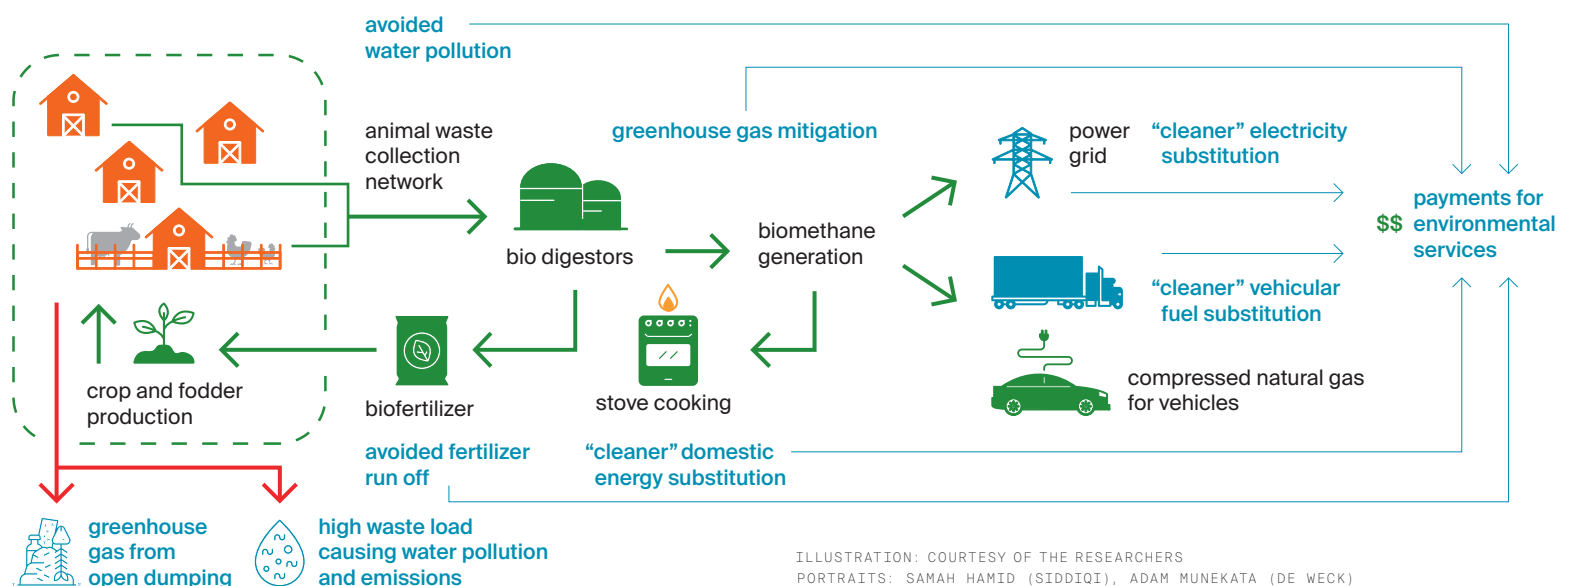 avoided
water pollution
animal waste
collection
network
greenhouse gas mitigation
power
grid
“cleaner” electricity
substitution
bio digestors
biomethane
generation
$$
payments for
environmental
services
“cleaner” vehicular
fuel substitution
crop and fodder
production
biofertilizer
stove cooking
compressed natural gas
for vehicles
avoided fertilizer
run off
“cleaner” domestic
energy substitution
greenhouse
gas from
open dumping
high waste load
causing water pollution
and emissions
ILLUSTRATION: COURTESY OF THE RESEARCHERS
PORTRAITS: SAMAH HAMID (SIDDIQI), ADAM MUNEKATA (DE WECK)